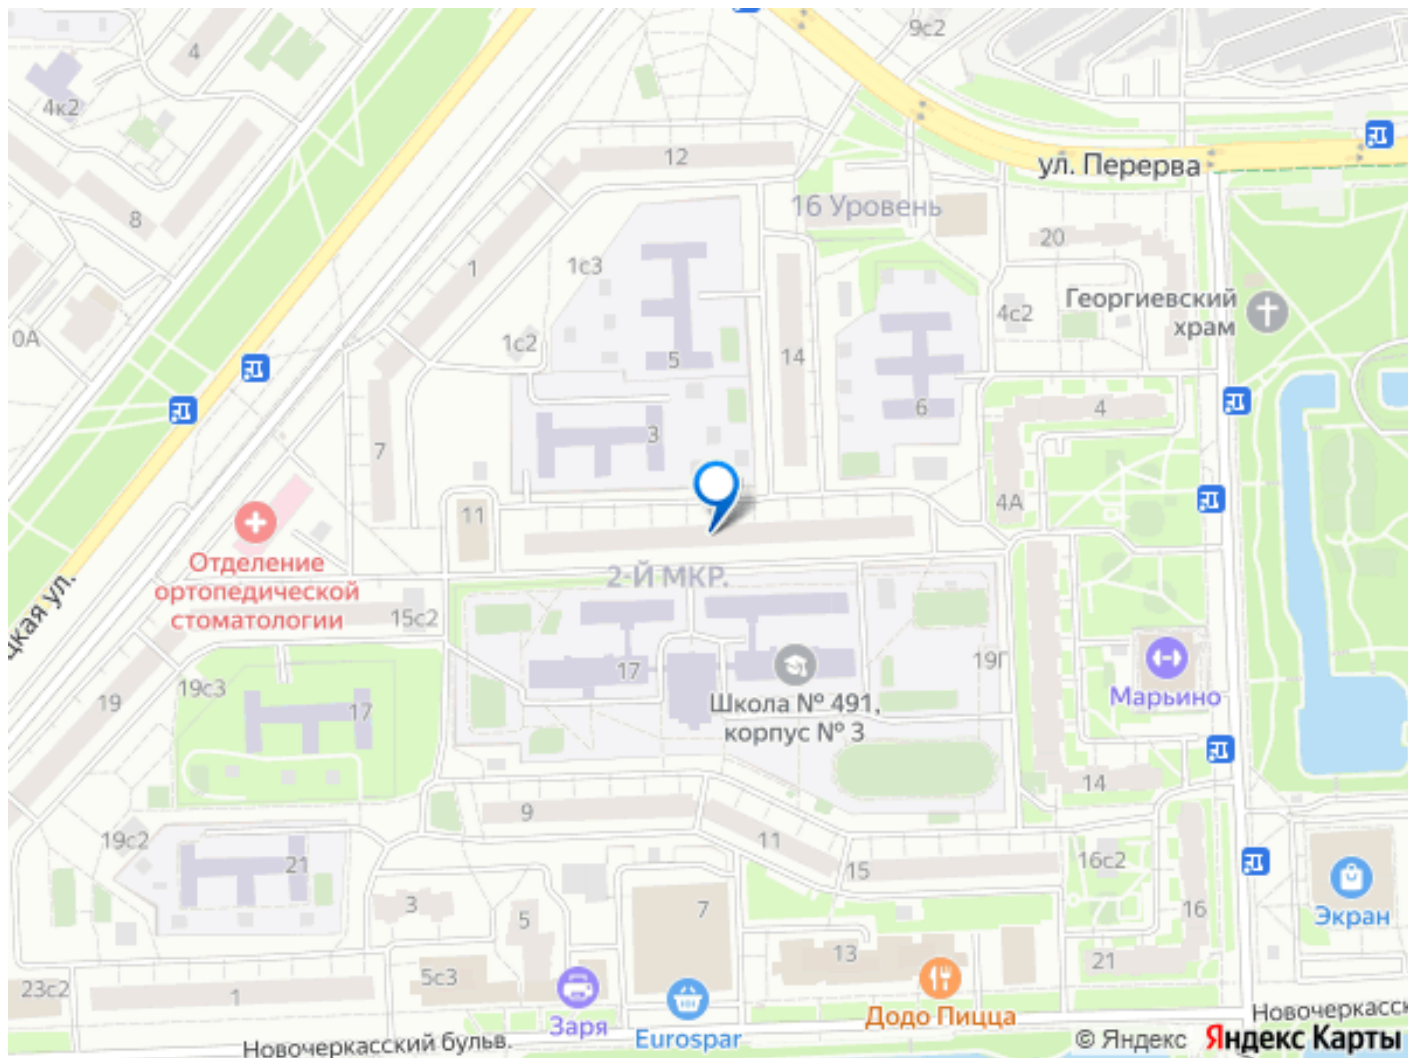 4
9с2
4к2
12
ул. Перерва
8
16 Уровень
20
1с3
1
Георгиевский
храм
4с2
0А
1с2
5
14
6
4
3
7
4А
11
Отделение
ортопедической
стоматологии
2-Й МКР.
15с2
цкая ул.
17
19Г
Марьино
19с3
19
17
Школа № 491,
корпус № 3
14
9
11
19с2
15
16с2
21
3
7
5
16
Экран
13
21
5с3
23с2
1
Заря
Eurospar
Додо Пицца
Новочеркасск
Новочеркасский бульв.
© Яндекс Яндекс Карты